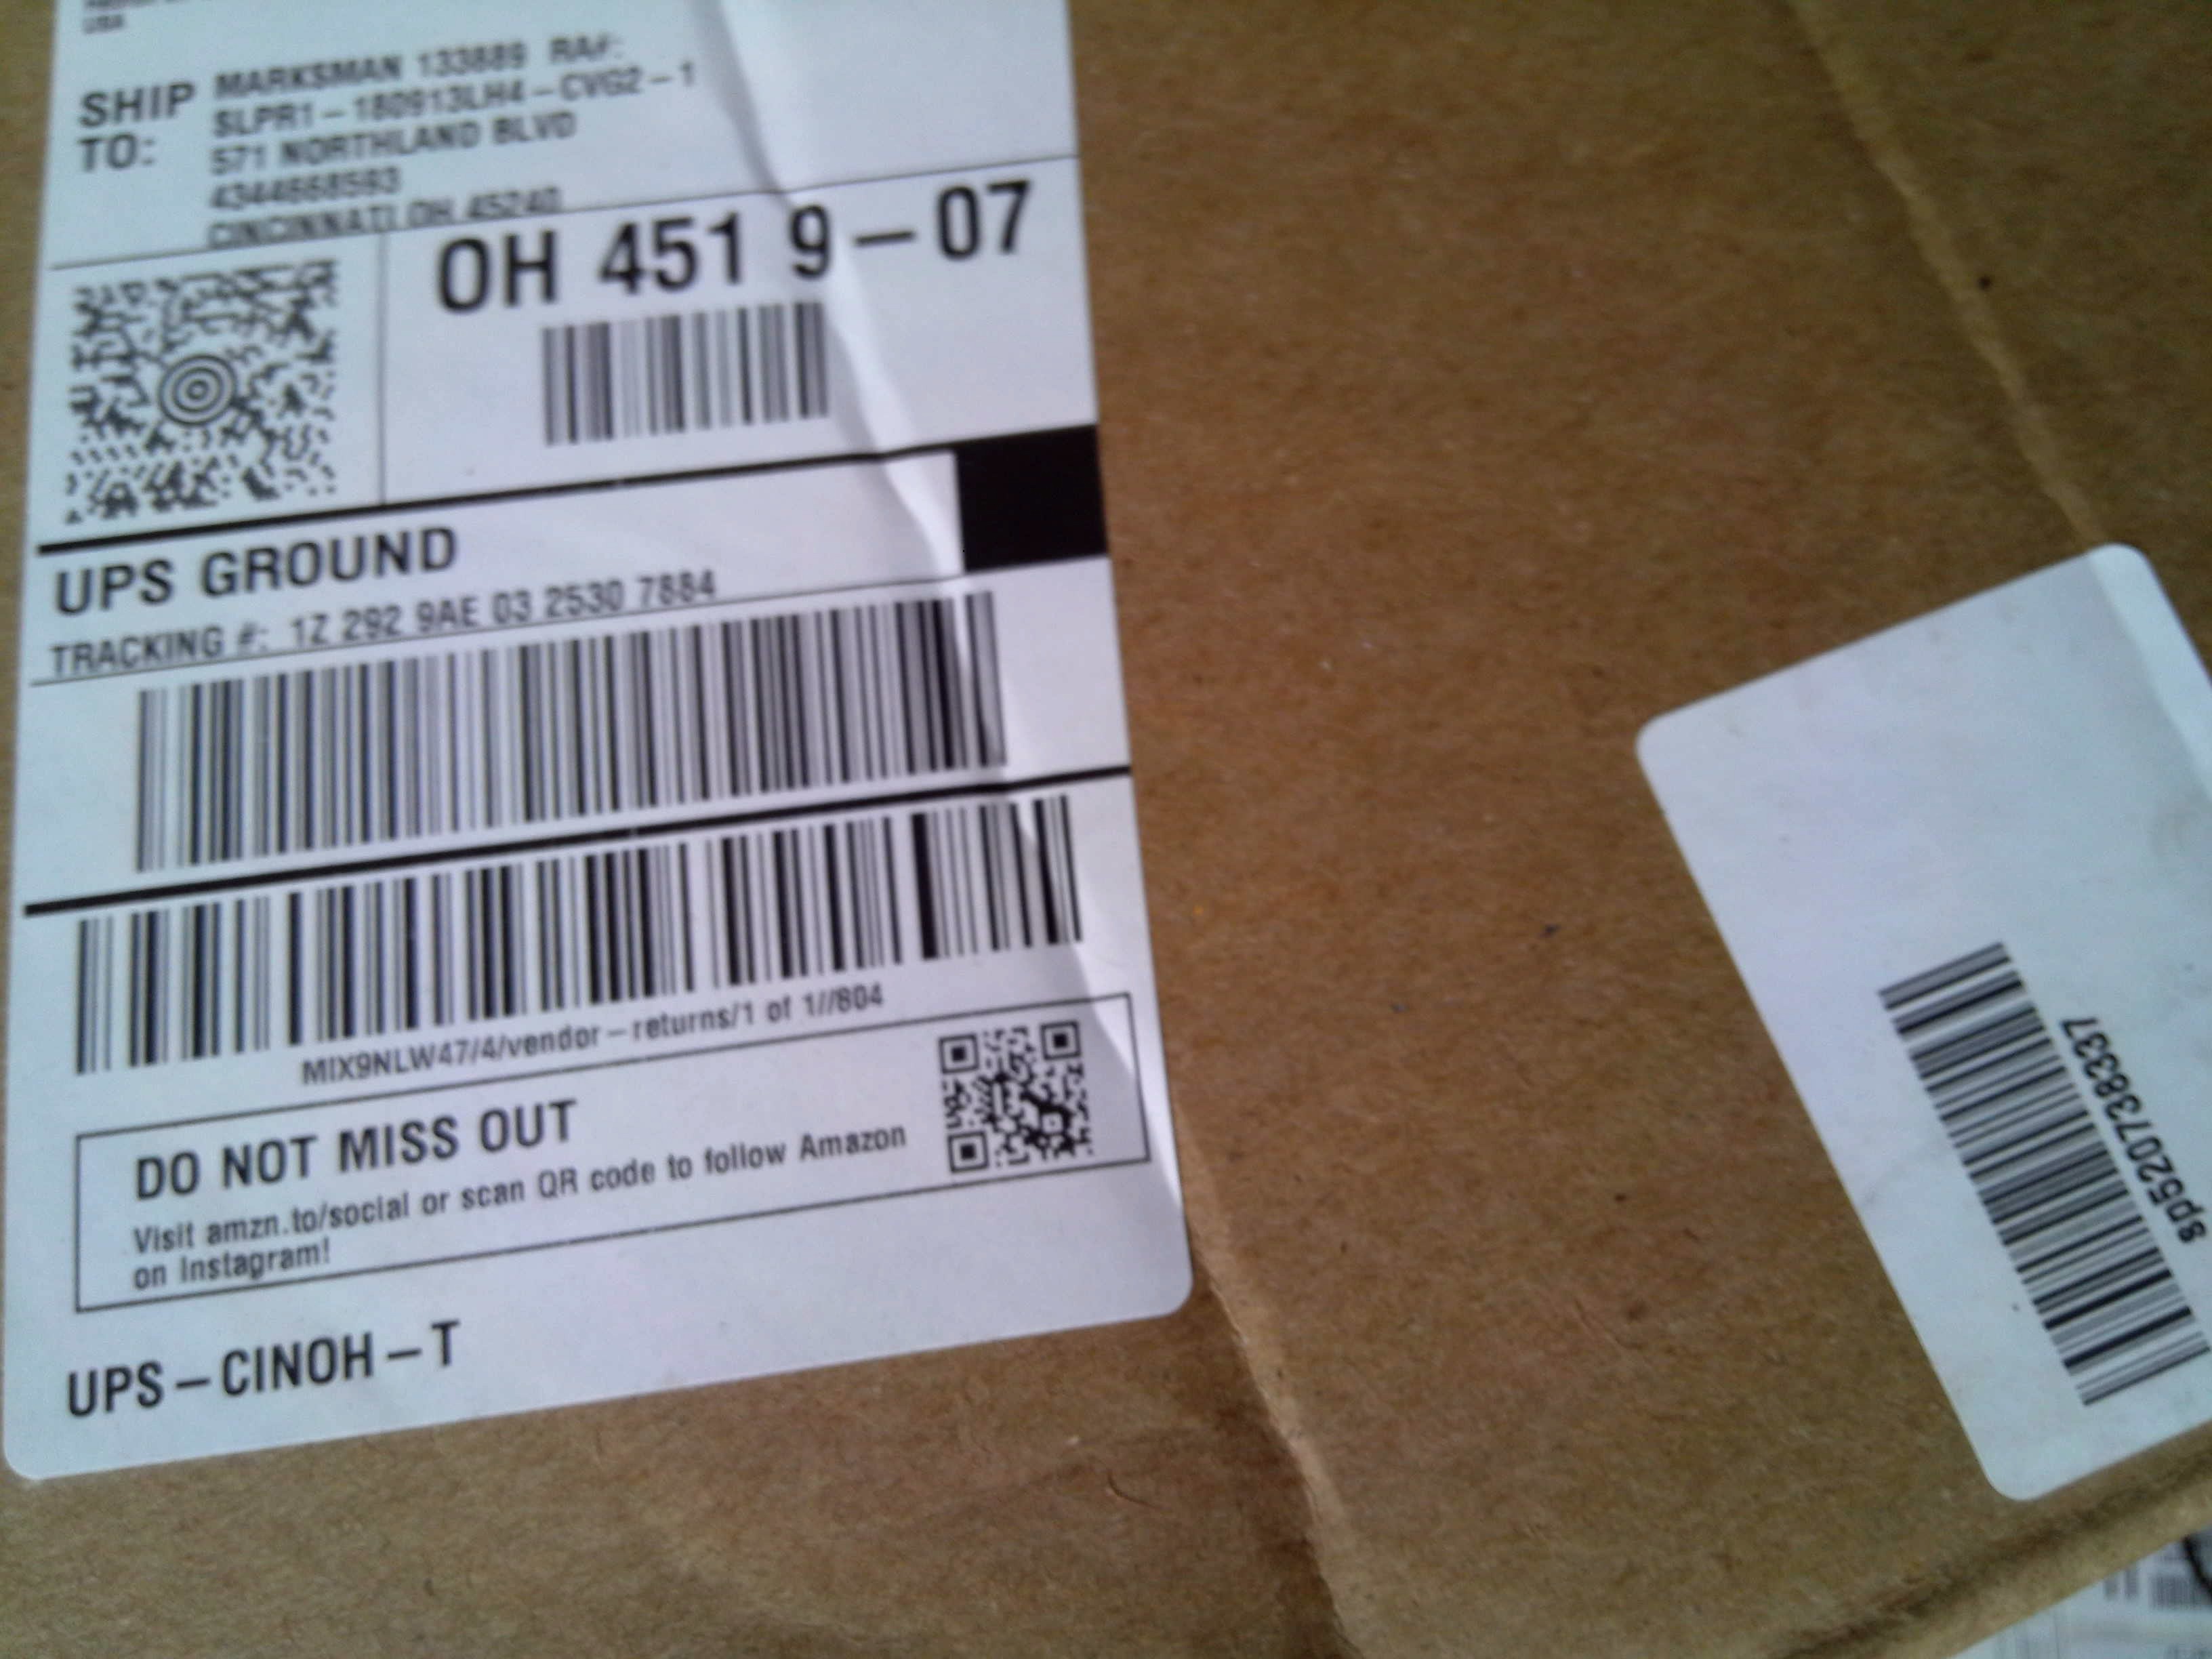 USA
SHIP TO:
MARKSMAN 133889 RA#:
SLPR1-180913LH4-CVG2-1
571 NORTHLAND BLVD
4344668593
CINCINNATI OH 45240
OH 451 9-07
UPS GROUND
TRACKING #: 1Z 292 9AE 03 2530 7884
MIX9NLW47/4/vendor-returns/1 of 1//804
DO NOT MISS OUT
Visit amzn.to/social or scan QR code to follow Amazon
on Instagram!
UPS-CINOH-T
sp520738337